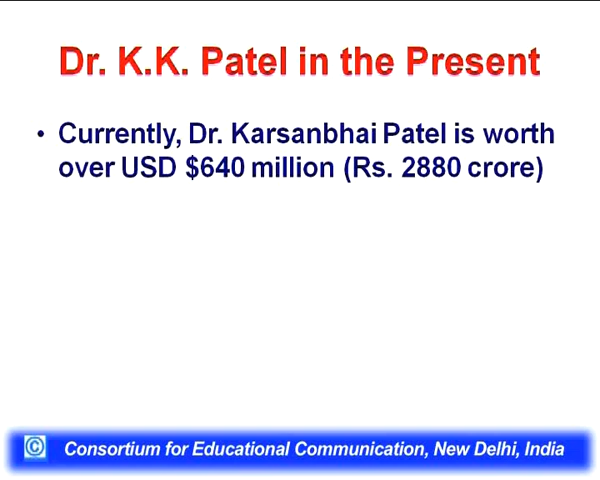 Dr. K.K. Patel in the Present
• Currently, Dr. Karsanbhai Patel is worth
over USD $640 million (Rs. 2880 crore)
© Consortium for Educational Communication, New Delhi, India